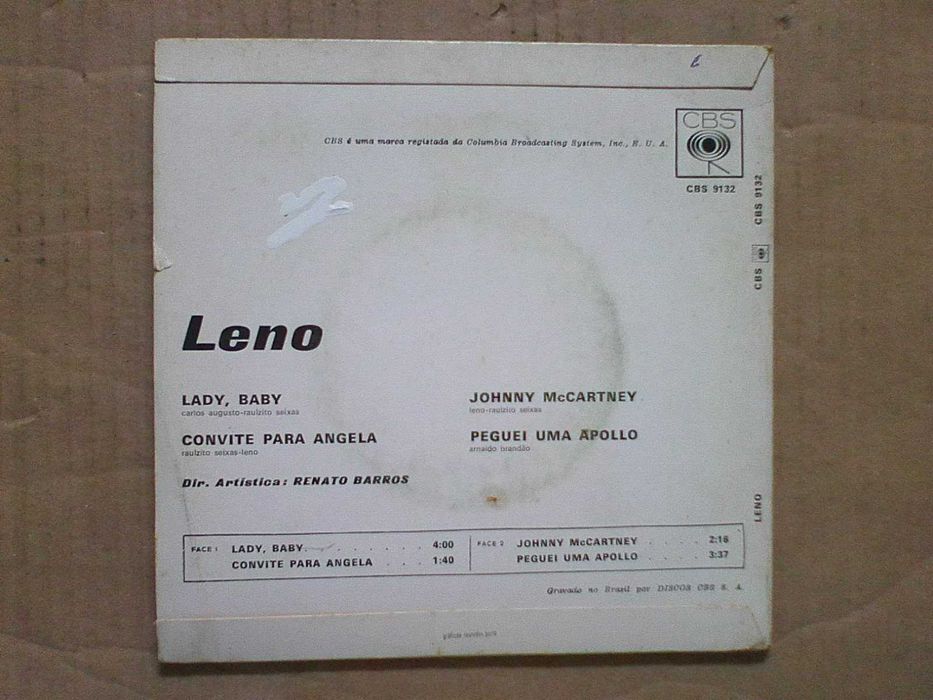 CBS é uma marca registada da Columbia Broadcasting System, Inc., E. U. A.
CBS
CBS 9132
CBS 9132
CBS
LENO
Leno
LADY, BABY
carlos augusto-raulzito seixas
CONVITE PARA ANGELA
raulzito seixas-leno
Dir. Artística: RENATO BARROS
JOHNNY McCARTNEY
leno-raulzito seixas
PEGUEI UMA APOLLO
arnaldo brandão
FACE 1 LADY, BABY . . . . . . . . 4:00
CONVITE PARA ANGELA . . . 1:40
FACE 2 JOHNNY McCARTNEY . . . . . 2:16
PEGUEI UMA APOLLO . . . . . 3:37
Gravado no Brasil por DISCOS CBS S. A.